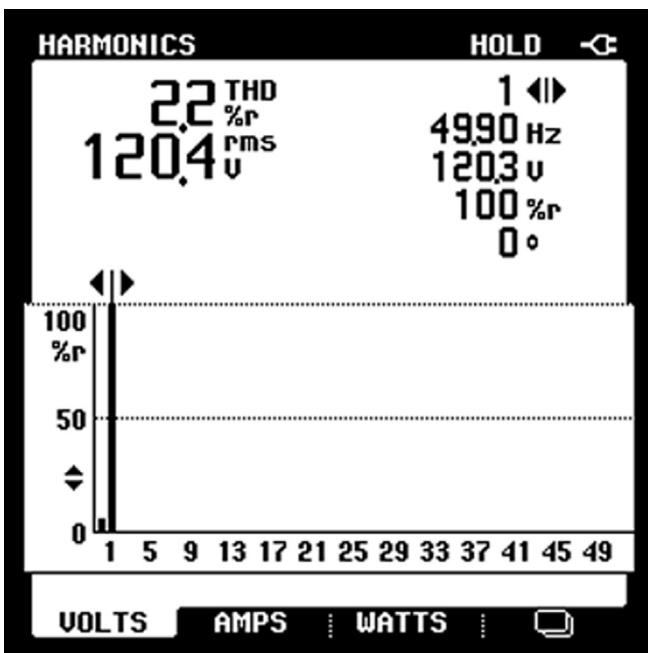 HARMONICS HOLD
2.2 THD %r
120.4 rms V
1
49.90 Hz
120.3 V
100 %r
0 °
100
%r
50
0
1 5 9 13 17 21 25 29 33 37 41 45 49
VOLTS AMPS WATTS